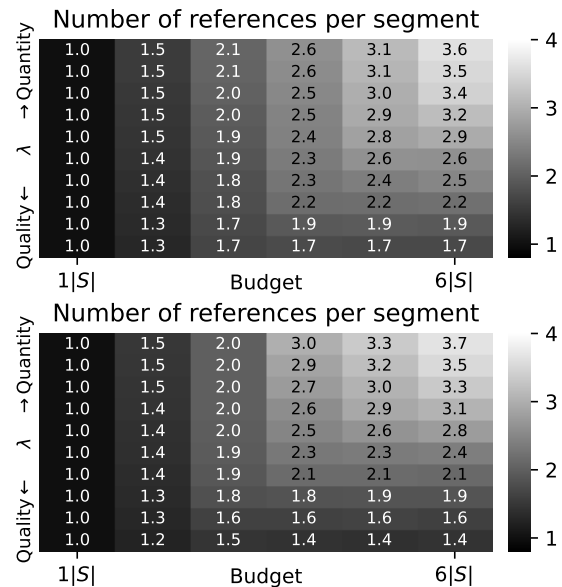 Number of references per segment
1.0 1.5 2.1 2.6 3.1 3.6
1.0 1.5 2.1 2.6 3.1 3.5
1.0 1.5 2.0 2.5 3.0 3.4
1.0 1.5 2.0 2.5 2.9 3.2
1.0 1.5 1.9 2.4 2.8 2.9
1.0 1.4 1.9 2.3 2.6 2.6
1.0 1.4 1.8 2.3 2.4 2.5
1.0 1.4 1.8 2.2 2.2 2.2
1.0 1.3 1.7 1.9 1.9 1.9
1.0 1.3 1.7 1.7 1.7 1.7
Quality← λ →Quantity
1|S| Budget 6|S|
4
3
2
1
Number of references per segment
1.0 1.5 2.0 3.0 3.3 3.7
1.0 1.5 2.0 2.9 3.2 3.5
1.0 1.5 2.0 2.7 3.0 3.3
1.0 1.4 2.0 2.6 2.9 3.1
1.0 1.4 2.0 2.5 2.6 2.8
1.0 1.4 1.9 2.3 2.3 2.4
1.0 1.4 1.9 2.1 2.1 2.1
1.0 1.3 1.8 1.8 1.9 1.9
1.0 1.3 1.6 1.6 1.6 1.6
1.0 1.2 1.5 1.4 1.4 1.4
Quality← λ →Quantity
1|S| Budget 6|S|
4
3
2
1